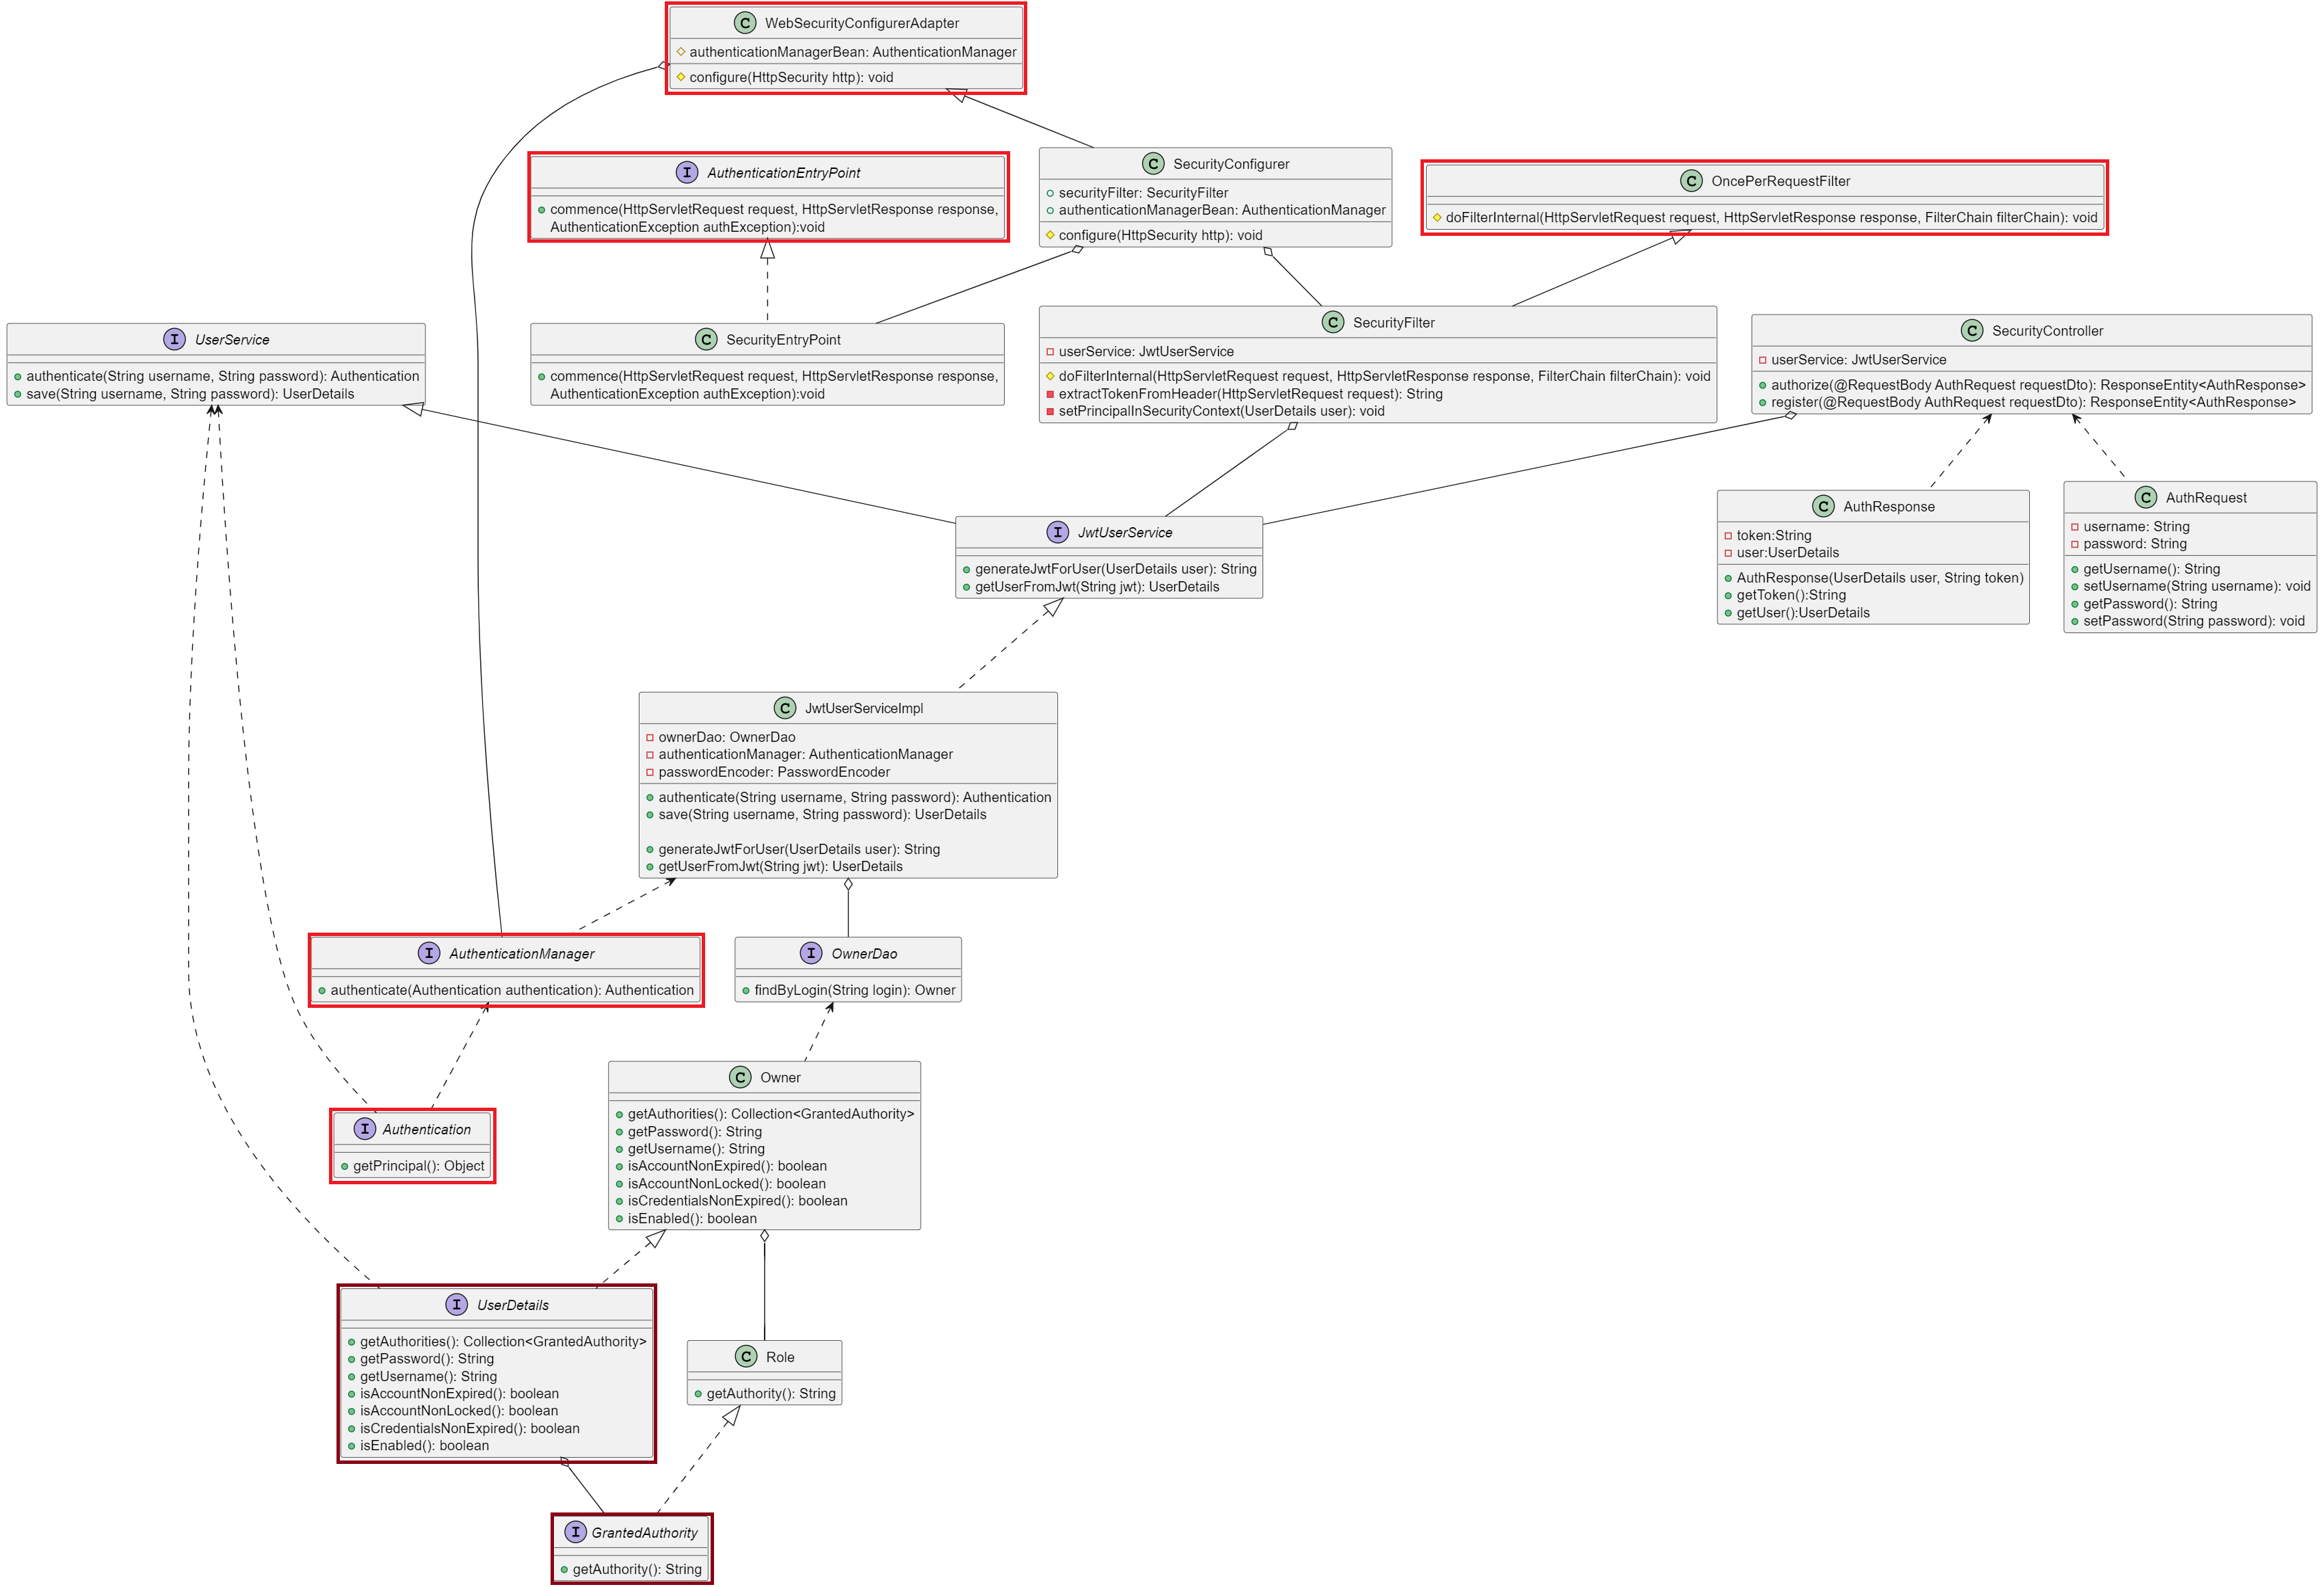 C WebSecurityConfigurerAdapter
authenticationManagerBean: AuthenticationManager
configure(HttpSecurity http): void
I AuthenticationEntryPoint
commence(HttpServletRequest request, HttpServletResponse response,
AuthenticationException authException):void
C SecurityConfigurer
securityFilter: SecurityFilter
authenticationManagerBean: AuthenticationManager
configure(HttpSecurity http): void
C OncePerRequestFilter
doFilterInternal(HttpServletRequest request, HttpServletResponse response, FilterChain filterChain): void
I UserService
authenticate(String username, String password): Authentication
save(String username, String password): UserDetails
C SecurityEntryPoint
commence(HttpServletRequest request, HttpServletResponse response,
AuthenticationException authException):void
C SecurityFilter
userService: JwtUserService
doFilterInternal(HttpServletRequest request, HttpServletResponse response, FilterChain filterChain): void
extractTokenFromHeader(HttpServletRequest request): String
setPrincipalInSecurityContext(UserDetails user): void
C SecurityController
userService: JwtUserService
authorize(@RequestBody AuthRequest requestDto): ResponseEntity<AuthResponse>
register(@RequestBody AuthRequest requestDto): ResponseEntity<AuthResponse>
I JwtUserService
generateJwtForUser(UserDetails user): String
getUserFromJwt(String jwt): UserDetails
C AuthResponse
token:String
user:UserDetails
AuthResponse(UserDetails user, String token)
getToken():String
getUser():UserDetails
C AuthRequest
username: String
password: String
getUsername(): String
setUsername(String username): void
getPassword(): String
setPassword(String password): void
C JwtUserServiceImpl
ownerDao: OwnerDao
authenticationManager: AuthenticationManager
passwordEncoder: PasswordEncoder
authenticate(String username, String password): Authentication
save(String username, String password): UserDetails
generateJwtForUser(UserDetails user): String
getUserFromJwt(String jwt): UserDetails
I AuthenticationManager
authenticate(Authentication authentication): Authentication
I OwnerDao
findByLogin(String login): Owner
I Authentication
getPrincipal(): Object
C Owner
getAuthorities(): Collection<GrantedAuthority>
getPassword(): String
getUsername(): String
isAccountNonExpired(): boolean
isAccountNonLocked(): boolean
isCredentialsNonExpired(): boolean
isEnabled(): boolean
I UserDetails
getAuthorities(): Collection<GrantedAuthority>
getPassword(): String
getUsername(): String
isAccountNonExpired(): boolean
isAccountNonLocked(): boolean
isCredentialsNonExpired(): boolean
isEnabled(): boolean
C Role
getAuthority(): String
I GrantedAuthority
getAuthority(): String